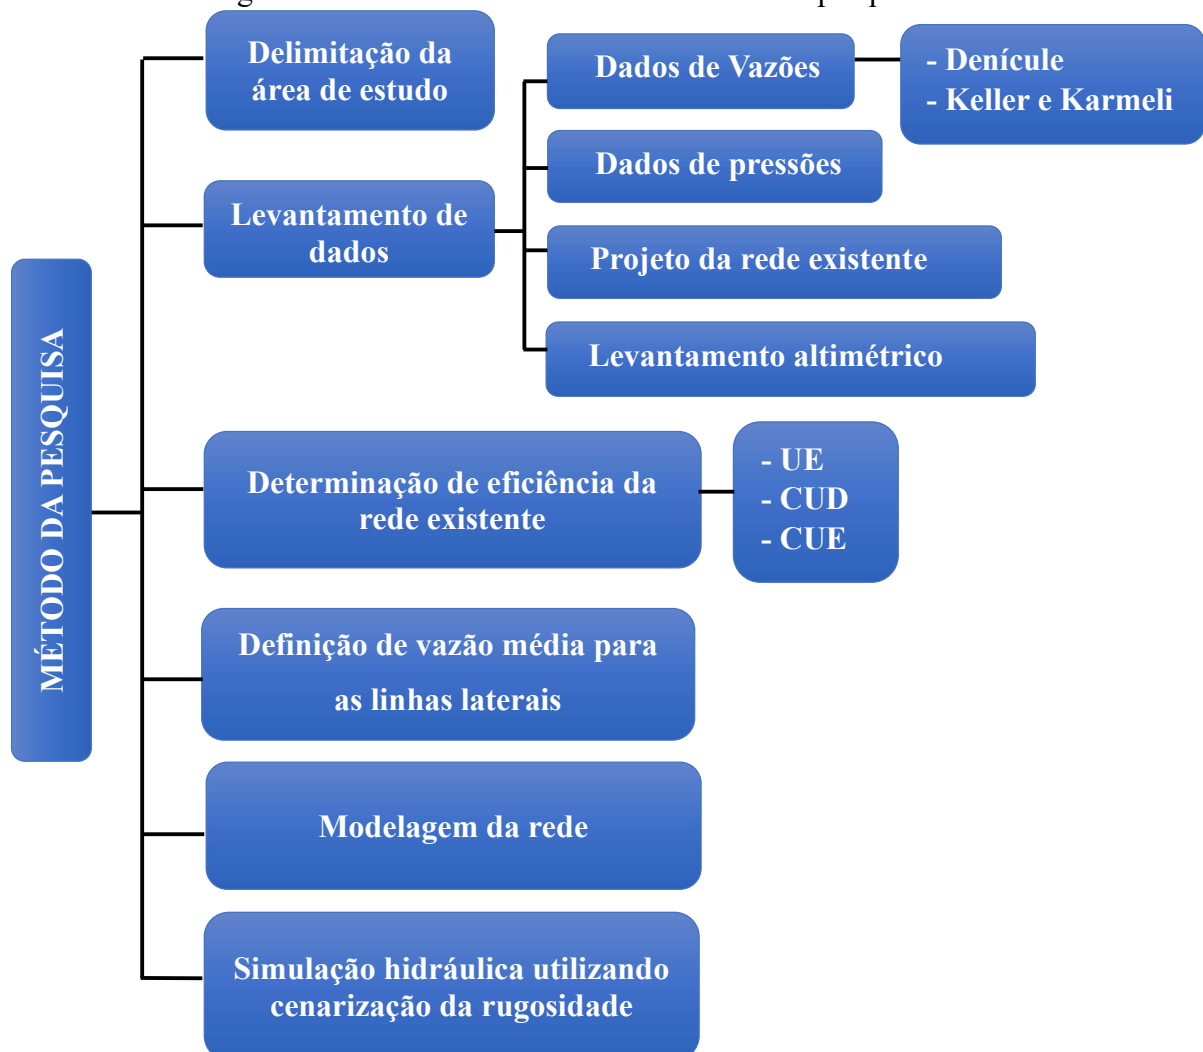 Delimitação da
área de estudo
Dados de Vazões
- Denícule
- Keller e Karmeli
Dados de pressões
Levantamento de
dados
Projeto da rede existente
Levantamento altimétrico
MÉTODO DA PESQUISA
Determinação de eficiência da
rede existente
- UE
- CUD
- CUE
Definição de vazão média para
as linhas laterais
Modelagem da rede
Simulação hidráulica utilizando
cenarização da rugosidade